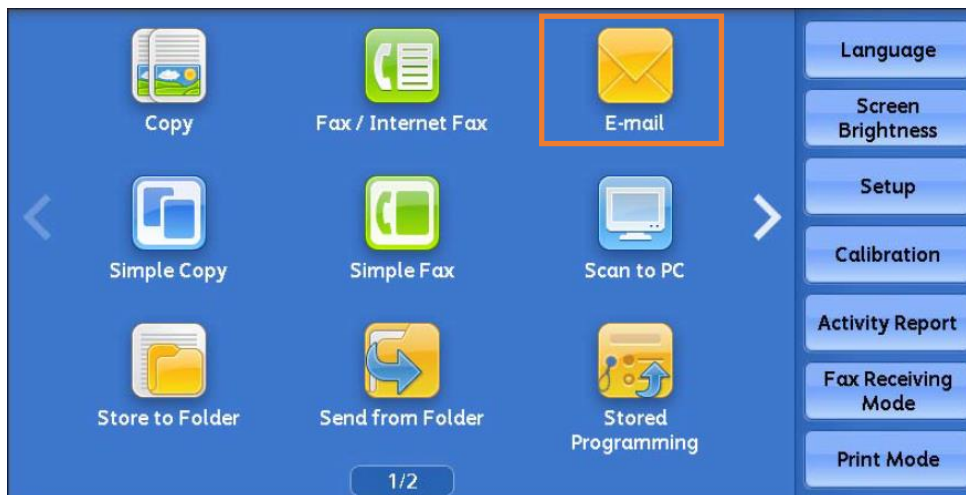 Copy
Fax / Internet Fax
E-mail
Simple Copy
Simple Fax
Scan to PC
Store to Folder
Send from Folder
Stored
Programming
1/2
Language
Screen
Brightness
Setup
Calibration
Activity Report
Fax Receiving
Mode
Print Mode